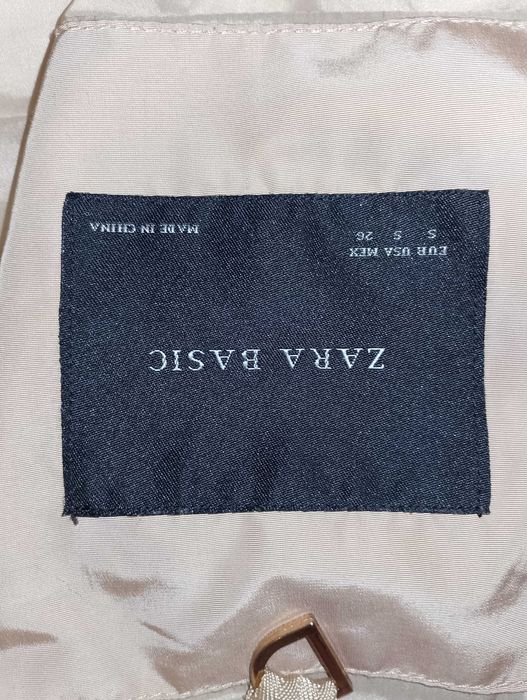 ZARA BASIC
EUR USA MEX
S S 26
MADE IN CHINA